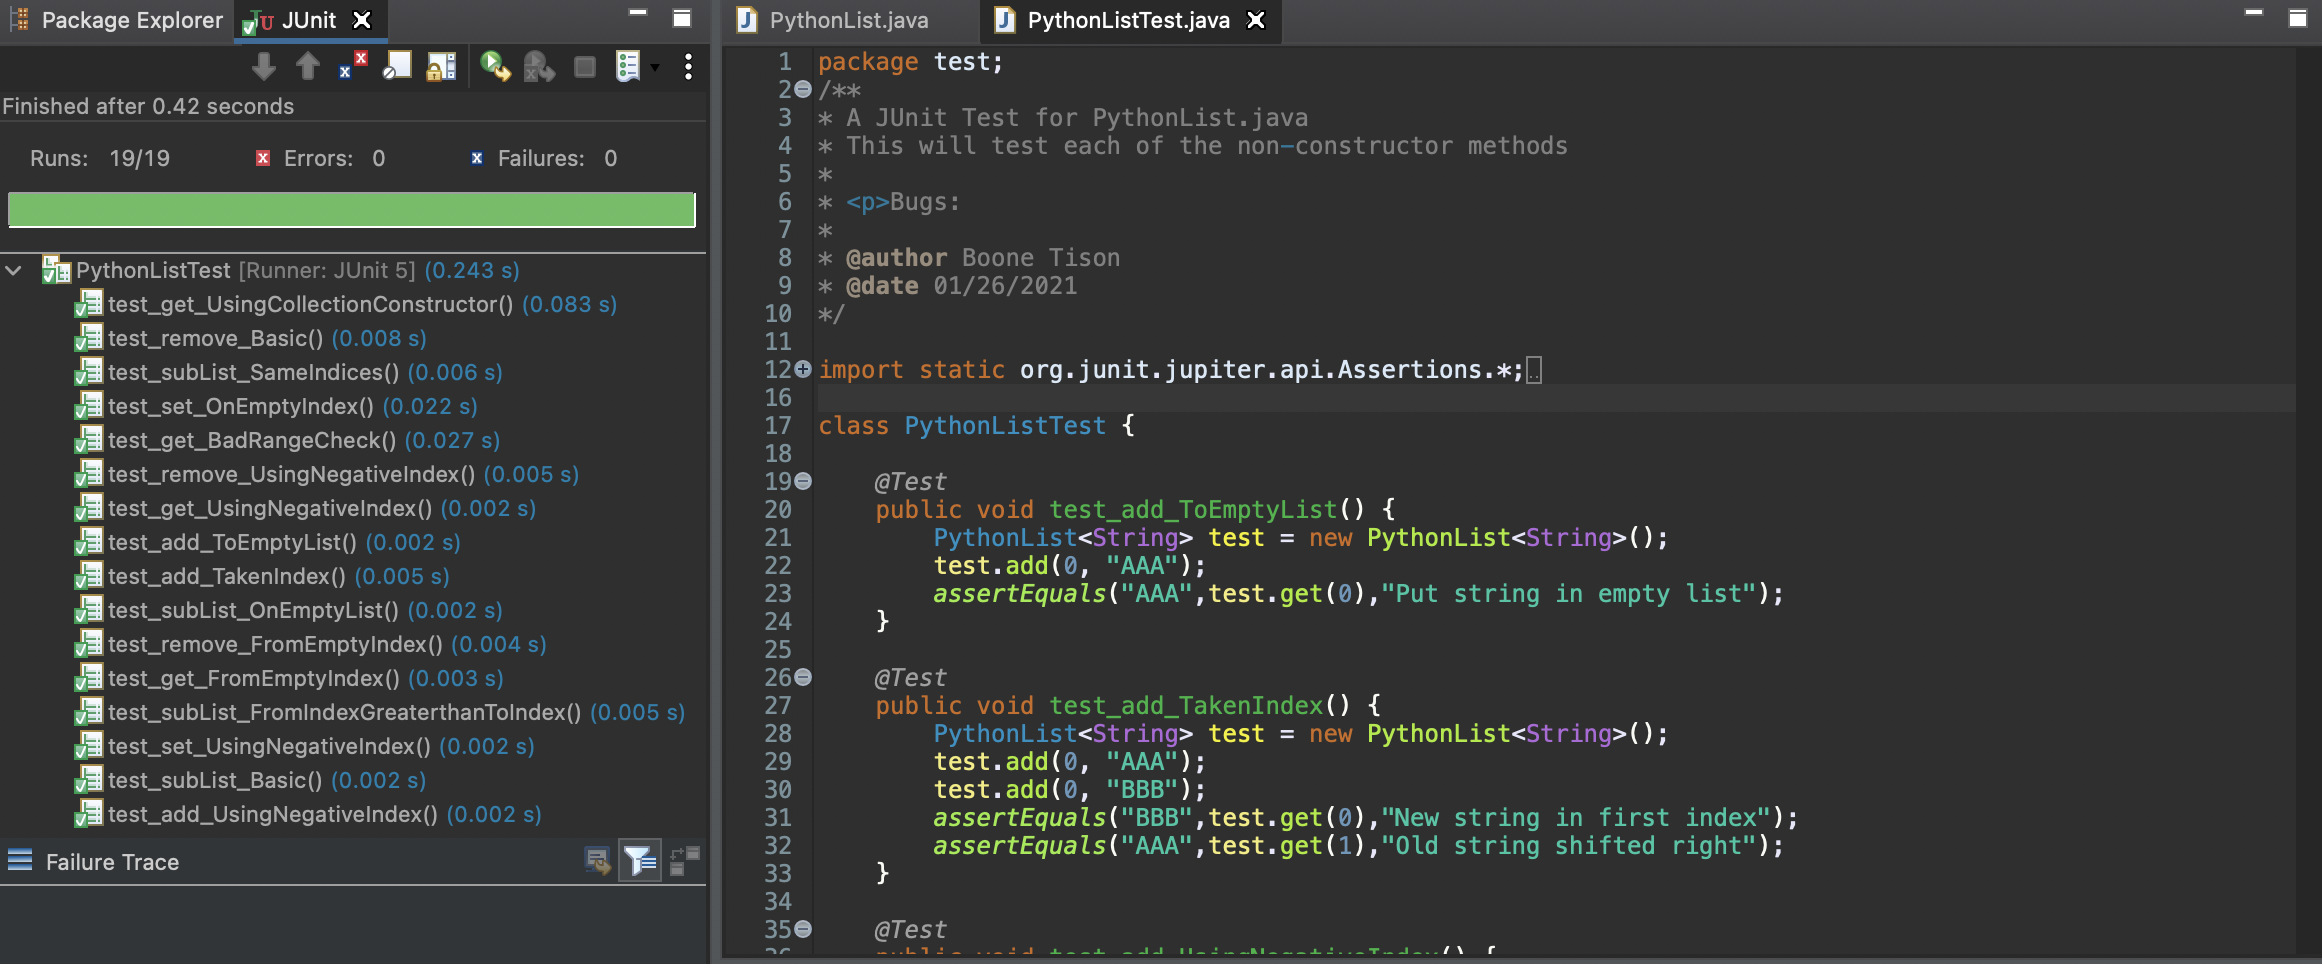 Package Explorer
JUnit
Finished after 0.42 seconds
Runs: 19/19 Errors: 0 Failures: 0
PythonListTest [Runner: JUnit 5] (0.243 s)
test_get_UsingCollectionConstructor() (0.083 s)
test_remove_Basic() (0.008 s)
test_subList_SameIndices() (0.006 s)
test_set_OnEmptyIndex() (0.022 s)
test_get_BadRangeCheck() (0.027 s)
test_remove_UsingNegativeIndex() (0.005 s)
test_get_UsingNegativeIndex() (0.002 s)
test_add_ToEmptyList() (0.002 s)
test_add_TakenIndex() (0.005 s)
test_subList_OnEmptyList() (0.002 s)
test_remove_FromEmptyIndex() (0.004 s)
test_get_FromEmptyIndex() (0.003 s)
test_subList_FromIndexGreaterthanToIndex() (0.005 s)
test_set_UsingNegativeIndex() (0.002 s)
test_subList_Basic() (0.002 s)
test_add_UsingNegativeIndex() (0.002 s)
Failure Trace
PythonList.java
PythonListTest.java
1 package test;
2 /**
3 * A JUnit Test for PythonList.java
4 * This will test each of the non-constructor methods
5 *
6 * <p>Bugs:
7 *
8 * @author Boone Tison
9 * @date 01/26/2021
10 */
11
12 import static org.junit.jupiter.api.Assertions.*;
16
17 class PythonListTest {
18
19 @Test
20 public void test_add_ToEmptyList() {
21 PythonList<String> test = new PythonList<String>();
22 test.add(0, "AAA");
23 assertEquals("AAA",test.get(0),"Put string in empty list");
24 }
25
26 @Test
27 public void test_add_TakenIndex() {
28 PythonList<String> test = new PythonList<String>();
29 test.add(0, "AAA");
30 test.add(0, "BBB");
31 assertEquals("BBB",test.get(0),"New string in first index");
32 assertEquals("AAA",test.get(1),"Old string shifted right");
33 }
34
35 @Test
36 public void test_add_UsingNegativeIndex() {